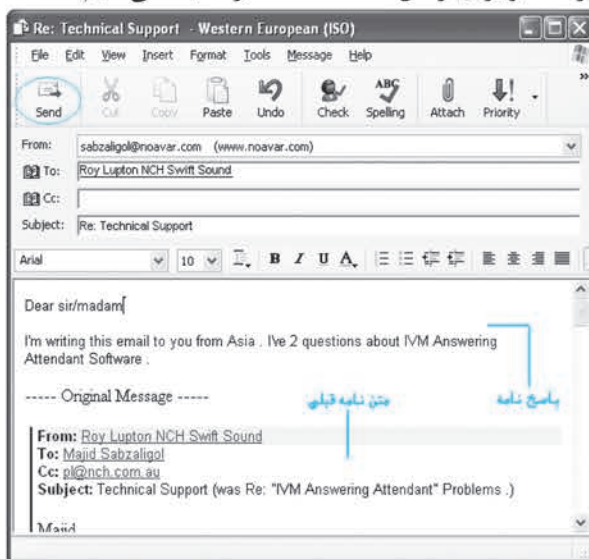 Re: Technical Support - Western European (ISO)
File Edit View Insert Format Tools Message Help
Send Cut Copy Paste Undo Check Spelling Attach Priority
From: sabzaligol@noavar.com (www.noavar.com)
To: Roy Lupton NCH Swift Sound
Cc:
Subject: Re: Technical Support
Arial 10 B I U A
Dear sir/madam
I'm writing this email to you from Asia . I've 2 questions about IVM Answering
Attendant Software .
----- Original Message -----
متن نامه قبلی
پاسخ نامه
From: Roy Lupton NCH Swift Sound
To: Majid Sabzaligol
Cc: pl@nch.com.au
Subject: Technical Support (was Re: "IVM Answering Attendant" Problems .)
Majid